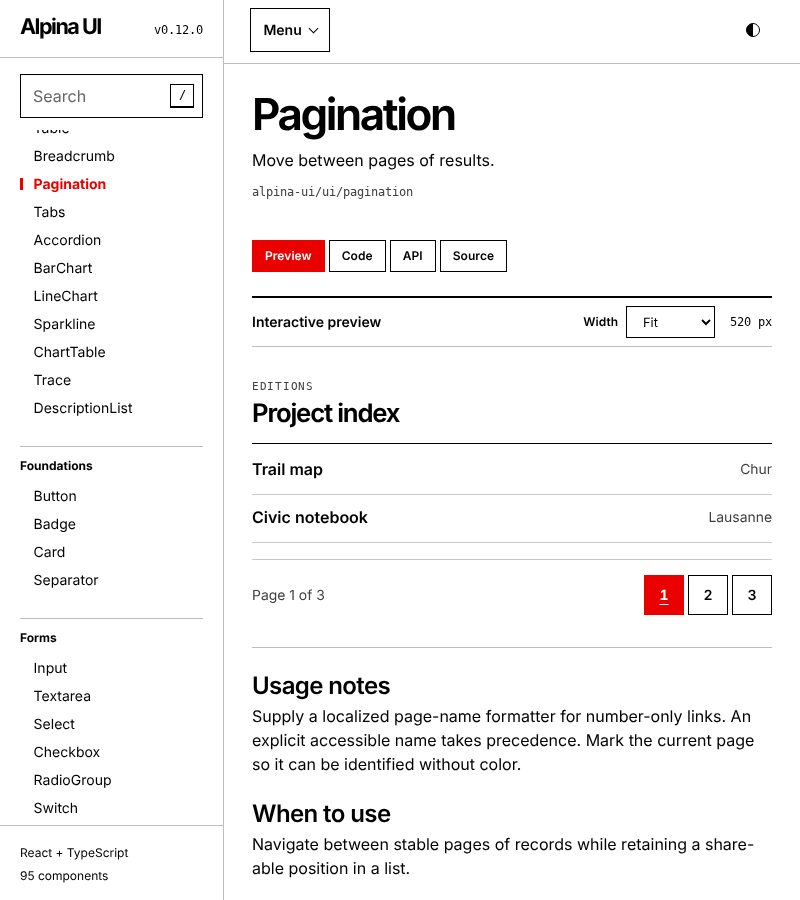 Alpina UI
v0.12.0
Search
/
Table
Breadcrumb
Pagination
Tabs
Accordion
BarChart
LineChart
Sparkline
ChartTable
Trace
DescriptionList
Foundations
Button
Badge
Card
Separator
Forms
Input
Textarea
Select
Checkbox
RadioGroup
Switch
React + TypeScript
95 components
Menu
Pagination
Move between pages of results.
alpina-ui/ui/pagination
Preview Code API Source
Interactive preview Width Fit 520 px
EDITIONS
Project index
Trail map Chur
Civic notebook Lausanne
Page 1 of 3 1 2 3
Usage notes
Supply a localized page-name formatter for number-only links. An
explicit accessible name takes precedence. Mark the current page
so it can be identified without color.
When to use
Navigate between stable pages of records while retaining a share-
able position in a list.